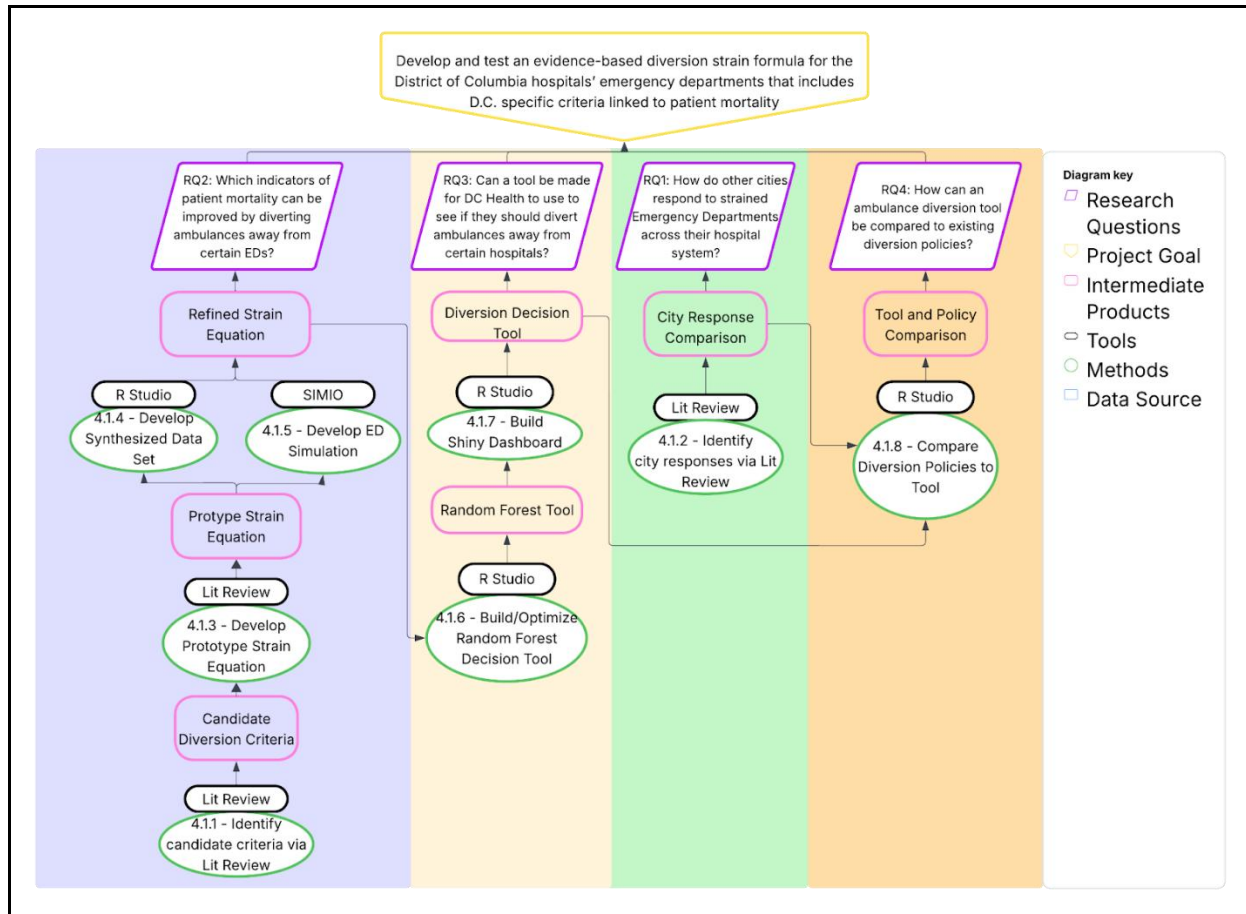 Develop and test an evidence-based diversion strain formula for the
District of Columbia hospitals' emergency departments that includes
D.C. specific criteria linked to patient mortality
RQ2: Which indicators of
patient mortality can be
improved by diverting
ambulances away from
certain EDs?
RQ3: Can a tool be made
for DC Health to use to
see if they should divert
ambulances away from
certain hospitals?
RQ1: How do other cities
respond to strained
Emergency Departments
across their hospital
system?
RQ4: How can an
ambulance diversion tool
be compared to existing
diversion policies?
Diagram key
Research
Questions
Project Goal
Intermediate
Products
Tools
Methods
Data Source
Refined Strain
Equation
Diversion Decision
Tool
City Response
Comparison
Tool and Policy
Comparison
R Studio
4.1.4 - Develop
Synthesized Data
Set
SIMIO
4.1.5 - Develop ED
Simulation
R Studio
4.1.7 - Build
Shiny Dashboard
Lit Review
4.1.2 - Identify
city responses via Lit
Review
R Studio
4.1.8 - Compare
Diversion Policies to
Tool
Protype Strain
Equation
Random Forest Tool
Lit Review
4.1.3 - Develop
Prototype Strain
Equation
R Studio
4.1.6 - Build/Optimize
Random Forest
Decision Tool
Candidate
Diversion Criteria
Lit Review
4.1.1 - Identify
candidate criteria via
Lit Review